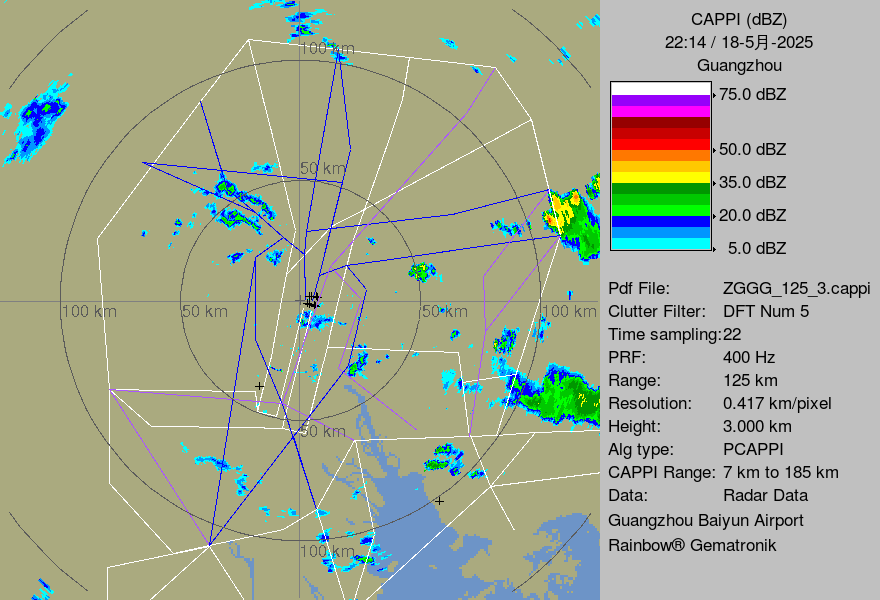 CAPPI (dBZ)
22:14 / 18-5月-2025
Guangzhou
75.0 dBZ
50.0 dBZ
35.0 dBZ
20.0 dBZ
5.0 dBZ
Pdf File: ZGGG_125_3.cappi
Clutter Filter: DFT Num 5
Time sampling:22
PRF: 400 Hz
Range: 125 km
Resolution: 0.417 km/pixel
Height: 3.000 km
Alg type: PCAPPI
CAPPI Range: 7 km to 185 km
Data: Radar Data
Guangzhou Baiyun Airport
Rainbow® Gematronik
100 km
50 km
100 km 50 km 50km 100 km
50 km
100 km